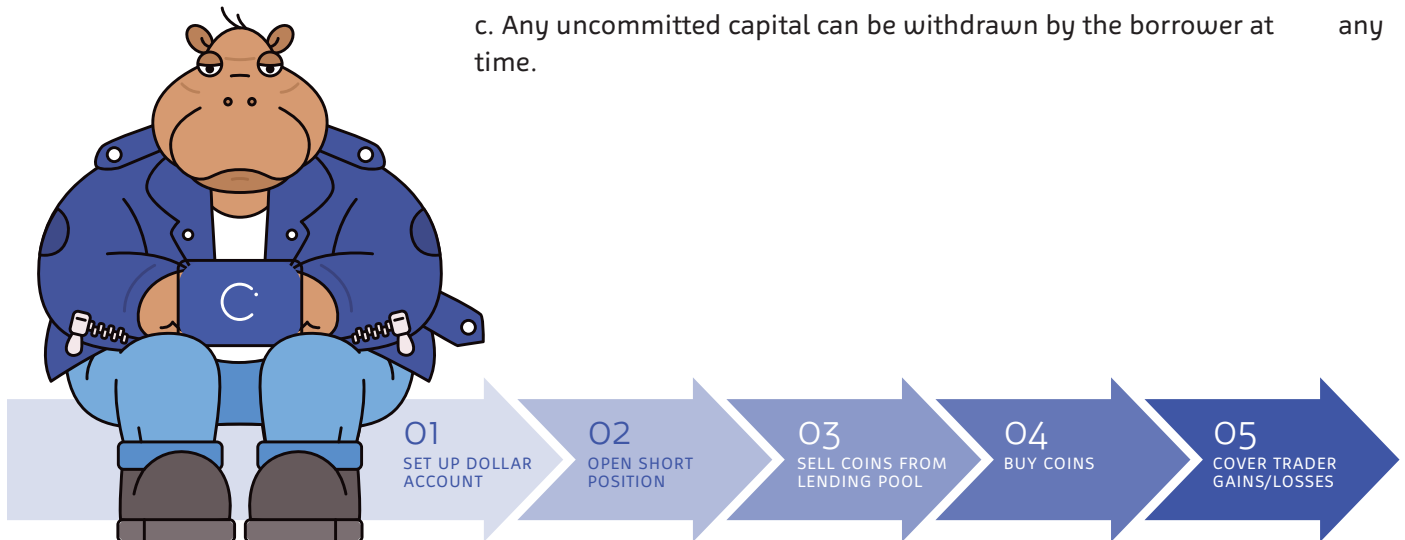 c. Any uncommitted capital can be withdrawn by the borrower at any
time.
01
SET UP DOLLAR
ACCOUNT
02
OPEN SHORT
POSITION
03
SELL COINS FROM
LENDING POOL
04
BUY COINS
05
COVER TRADER
GAINS/LOSSES